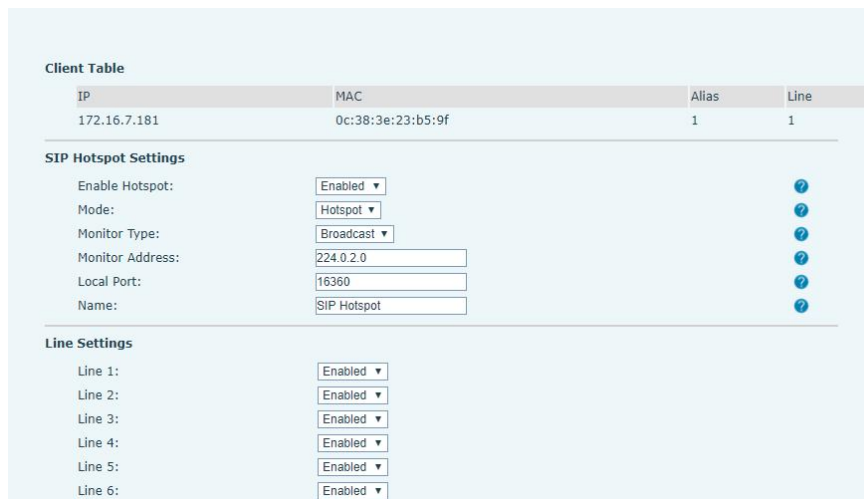 Client Table
IP MAC Alias Line
172.16.7.181 0c:38:3e:23:b5:9f 1 1
SIP Hotspot Settings
Enable Hotspot: Enabled
Mode: Hotspot
Monitor Type: Broadcast
Monitor Address: 224.0.2.0
Local Port: 16360
Name: SIP Hotspot
Line Settings
Line 1: Enabled
Line 2: Enabled
Line 3: Enabled
Line 4: Enabled
Line 5: Enabled
Line 6: Enabled